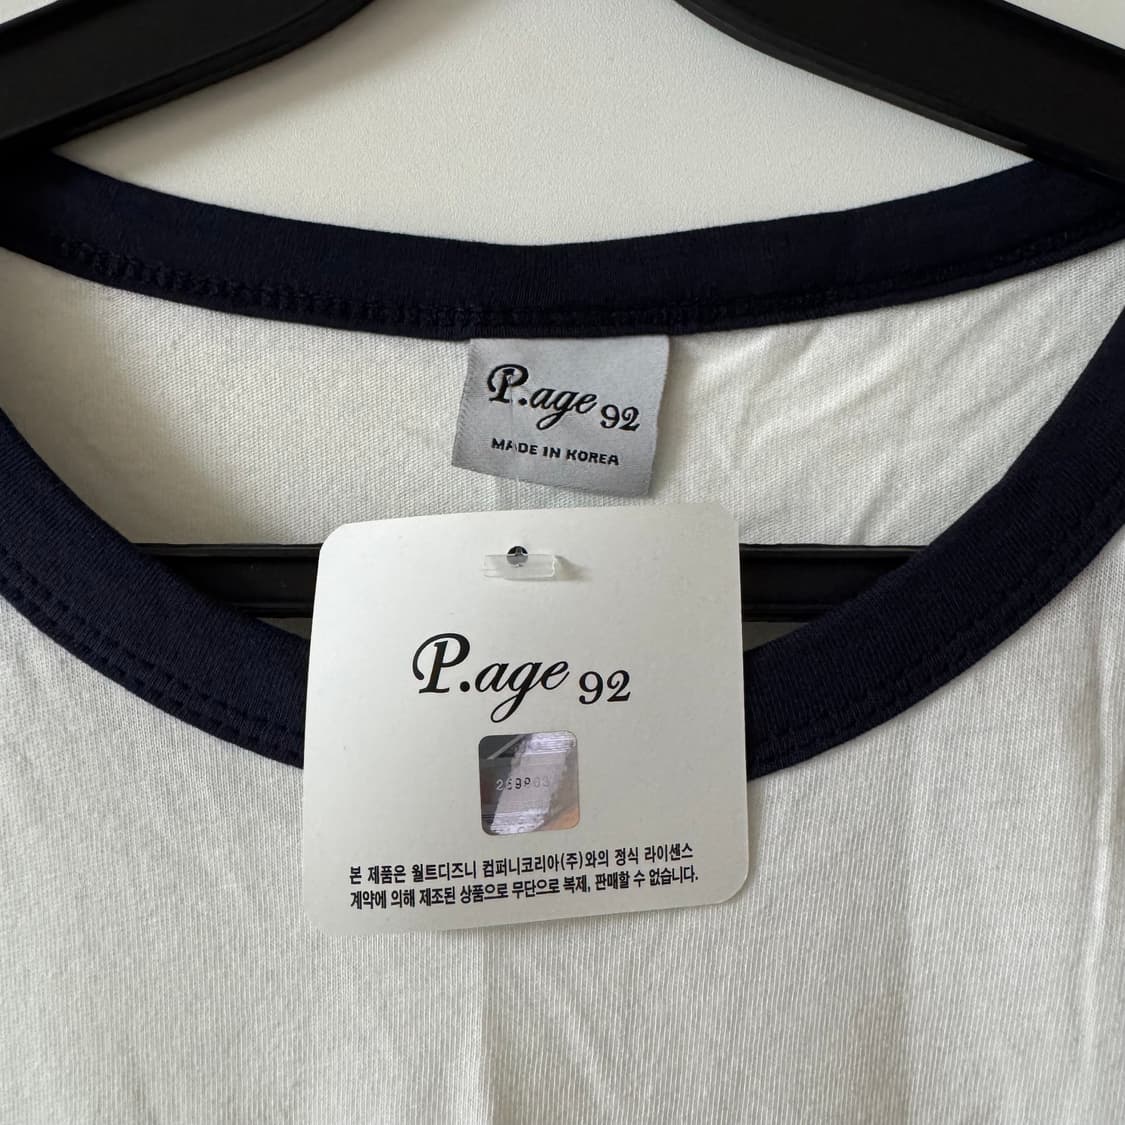 P.age 92
MADE IN KOREA
P.age 92
본 제품은 월트디즈니 컴퍼니코리아(주)와의 정식 라이센스
계약에 의해 제조된 상품으로 무단으로 복제, 판매할 수 없습니다.